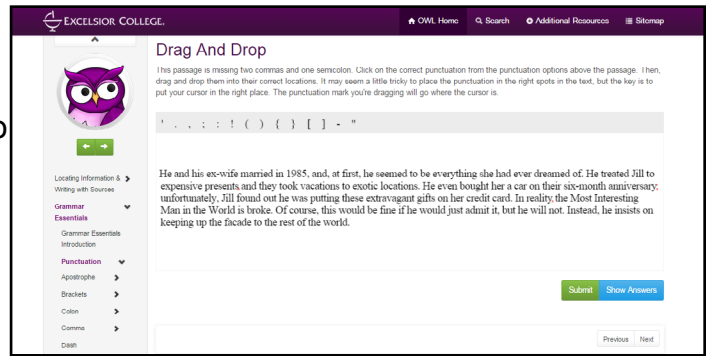 EXCELSIOR COLLEGE.
OWL Home
Search
Additional Resources
Sitemap
Drag And Drop
This passage is missing two commas and one semicolon. Click on the correct punctuation from the punctuation options above the passage. Then,
drag and drop them into their correct locations. It may seem a little tricky to place the punctuation in the right spots in the text, but the key is to
put your cursor in the right place. The punctuation mark you're dragging will go where the cursor is.
' . , ; : ! ( ) { } [ ] - "
He and his ex-wife married in 1985, and, at first, he seemed to be everything she had ever dreamed of. He treated Jill to
expensive presents, and they took vacations to exotic locations. He even bought her a car on their six-month anniversary;
unfortunately, Jill found out he was putting these extravagant gifts on her credit card. In reality, the Most Interesting
Man in the World is broke. Of course, this would be fine if he would just admit it, but he will not. Instead, he insists on
keeping up the facade to the rest of the world.
Submit
Show Answers
Previous
Next
Locating Information &
Writing with Sources
Grammar
Essentials
Grammar Essentials
Introduction
Punctuation
Apostrophe
Brackets
Colon
Comma
Dash